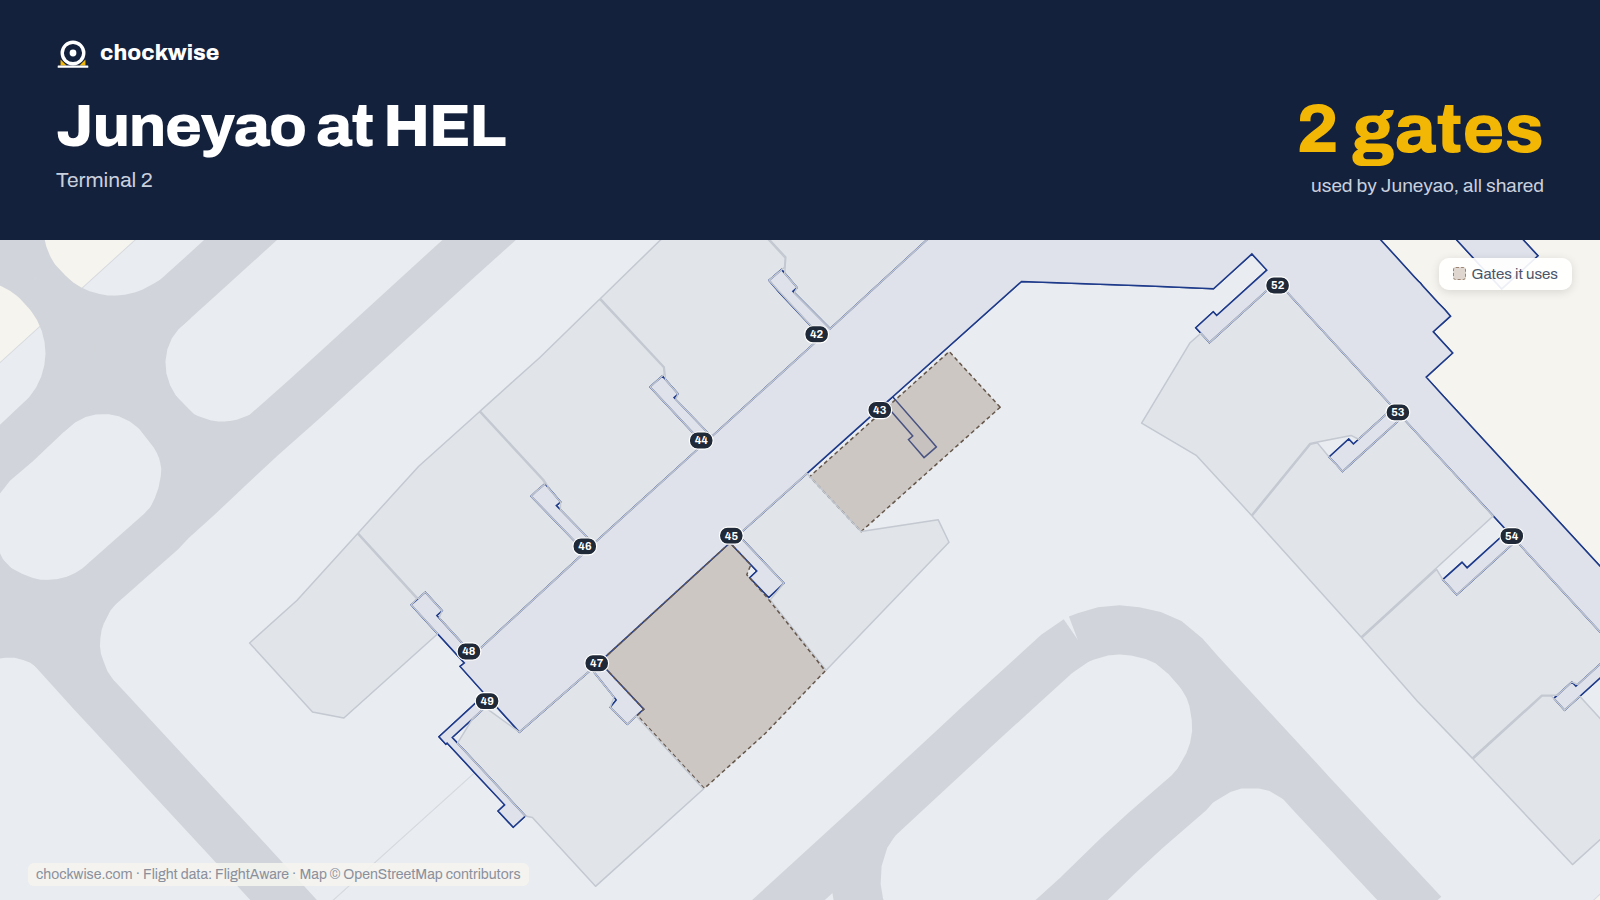 chockwise
Juneyao at HEL
Terminal 2
2 gates
used by Juneyao, all shared
Gates it uses
52
42
43
53
44
45
54
46
48
47
49
chockwise.com · Flight data: FlightAware · Map © OpenStreetMap contributors